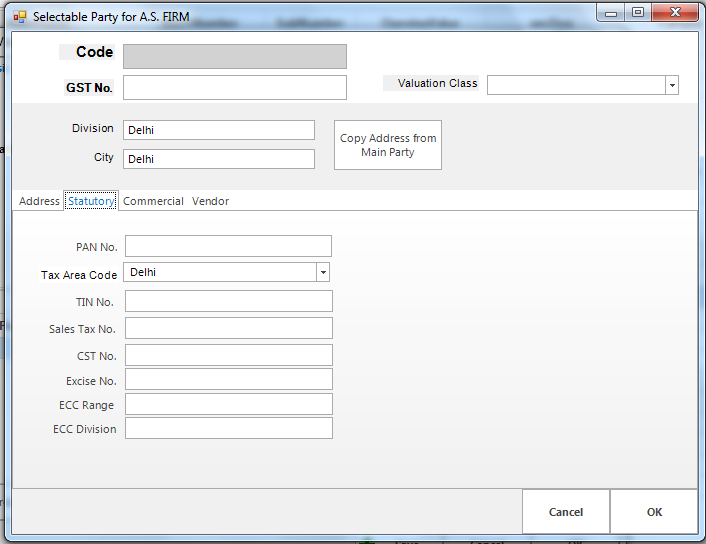 Selectable Party for A.S. FIRM
Code
GST No.
Valuation Class
Division Delhi
City Delhi
Copy Address from
Main Party
Address Statutory Commercial Vendor
PAN No.
Tax Area Code Delhi
TIN No.
Sales Tax No.
CST No.
Excise No.
ECC Range
ECC Division
Cancel OK